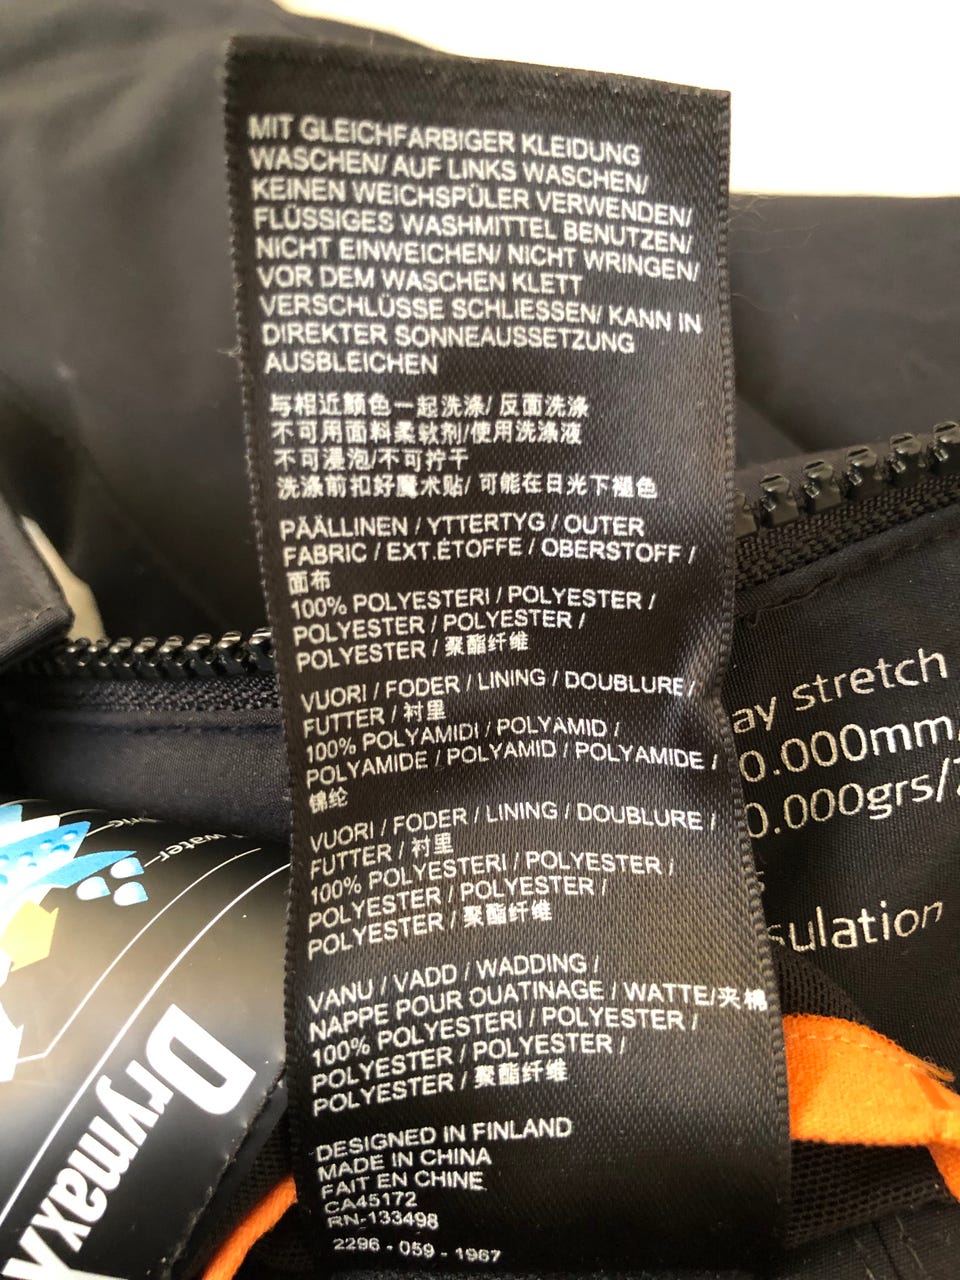 MIT GLEICHFARBIGER KLEIDUNG
WASCHEN/ AUF LINKS WASCHEN/
KEINEN WEICHSPÜLER VERWENDEN/
FLÜSSIGES WASHMITTEL BENUTZEN/
NICHT EINWEICHEN/ NICHT WRINGEN/
VOR DEM WASCHEN KLETT
VERSCHLÜSSE SCHLIESSEN/ KANN IN
DIREKTER SONNEAUSSETZUNG
AUSBLEICHEN
与相近颜色一起洗涤/ 反面洗涤
不可用面料柔软剂/使用洗涤液
不可浸泡/不可拧干
洗涤前扣好魔术贴/ 可能在日光下褪色
PÄÄLLINEN / YTTERTYG / OUTER
FABRIC / EXT.ÉTOFFE / OBERSTOFF /
面布
100% POLYESTERI / POLYESTER /
POLYESTER / POLYESTER /
POLYESTER / 聚酯纤维
VUORI / FODER / LINING / DOUBLURE /
FUTTER / 衬里
100% POLYAMIDI / POLYAMID /
POLYAMIDE / POLYAMID / POLYAMIDE /
锦纶
VUORI / FODER / LINING / DOUBLURE /
FUTTER / 衬里
100% POLYESTERI / POLYESTER /
POLYESTER / POLYESTER /
POLYESTER / 聚酯纤维
VANU / VADD / WADDING /
NAPPE POUR OUATINAGE / WATTE/夹棉
100% POLYESTERI / POLYESTER /
POLYESTER / POLYESTER /
POLYESTER / 聚酯纤维
DESIGNED IN FINLAND
MADE IN CHINA
FAIT EN CHINE
CA45172
RN-133498
2296 - 059 - 1967
ay stretch
0.000mm
0.000grs/2
sulation
water
DrymaxX